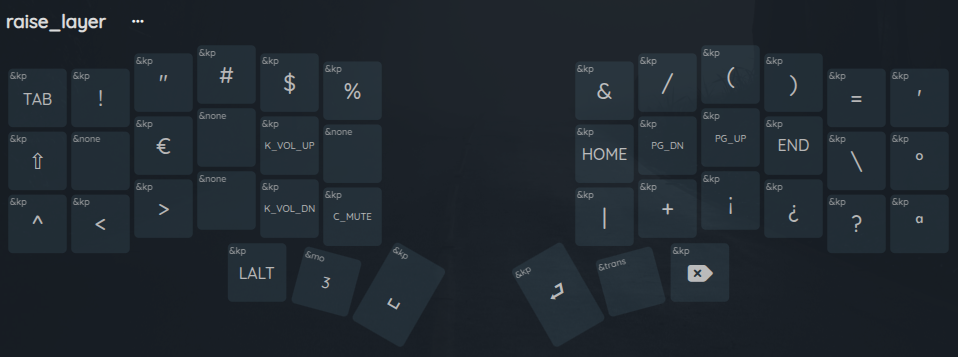 raise_layer ...
&kp &kp &kp &kp &kp &kp &kp &kp &kp &kp &kp &kp
TAB ! " # $ % & / ( ) = '
&kp &none &kp &none &kp &none &kp &kp &kp &kp &kp &kp
⇧ € K_VOL_UP HOME PG_DN PG_UP END \ º
&kp &kp &kp &none &kp &kp &kp &kp &kp &kp &kp &kp
^ < > K_VOL_DN C_MUTE | + ¡ ¿ ? ª
&kp &mo &kp &kp &trans &kp
LALT 3 ␣ ⏎ ⌫